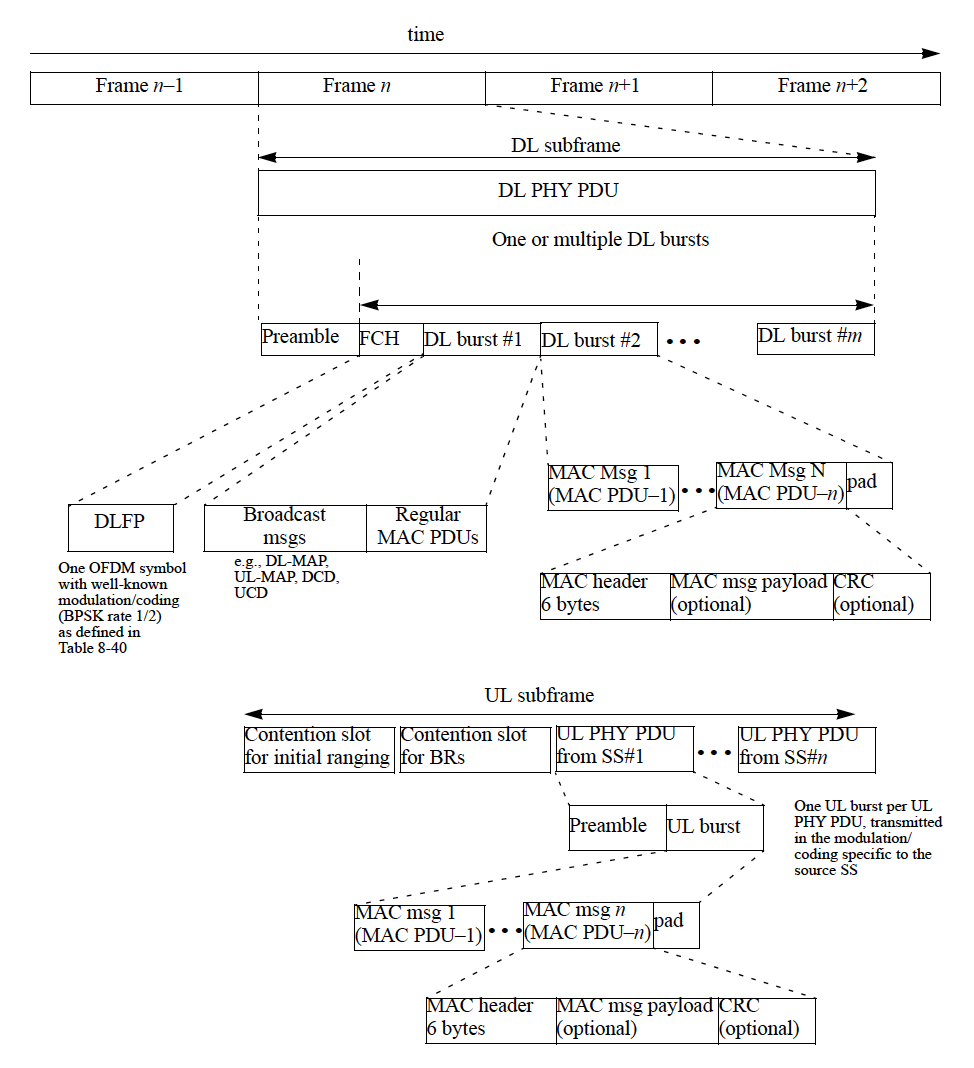 time
Frame n–1
Frame n
Frame n+1
Frame n+2
DL subframe
DL PHY PDU
One or multiple DL bursts
Preamble
FCH
DL burst #1
DL burst #2
• • •
DL burst #m
MAC Msg 1
(MAC PDU–1)
• • •
MAC Msg N
(MAC PDU–n)
pad
DLFP
Broadcast
msgs
Regular
MAC PDUs
One OFDM symbol
with well-known
modulation/coding
(BPSK rate 1/2)
as defined in
Table 8-40
e.g., DL-MAP,
UL-MAP, DCD,
UCD
MAC header
6 bytes
MAC msg payload
(optional)
CRC
(optional)
UL subframe
Contention slot
for initial ranging
Contention slot
for BRs
UL PHY PDU
from SS#1
• • •
UL PHY PDU
from SS#n
Preamble
UL burst
One UL burst per UL
PHY PDU, transmitted
in the modulation/
coding specific to the
source SS
MAC msg 1
(MAC PDU–1)
• • •
MAC msg n
(MAC PDU–n)
pad
MAC header
6 bytes
MAC msg payload
(optional)
CRC
(optional)